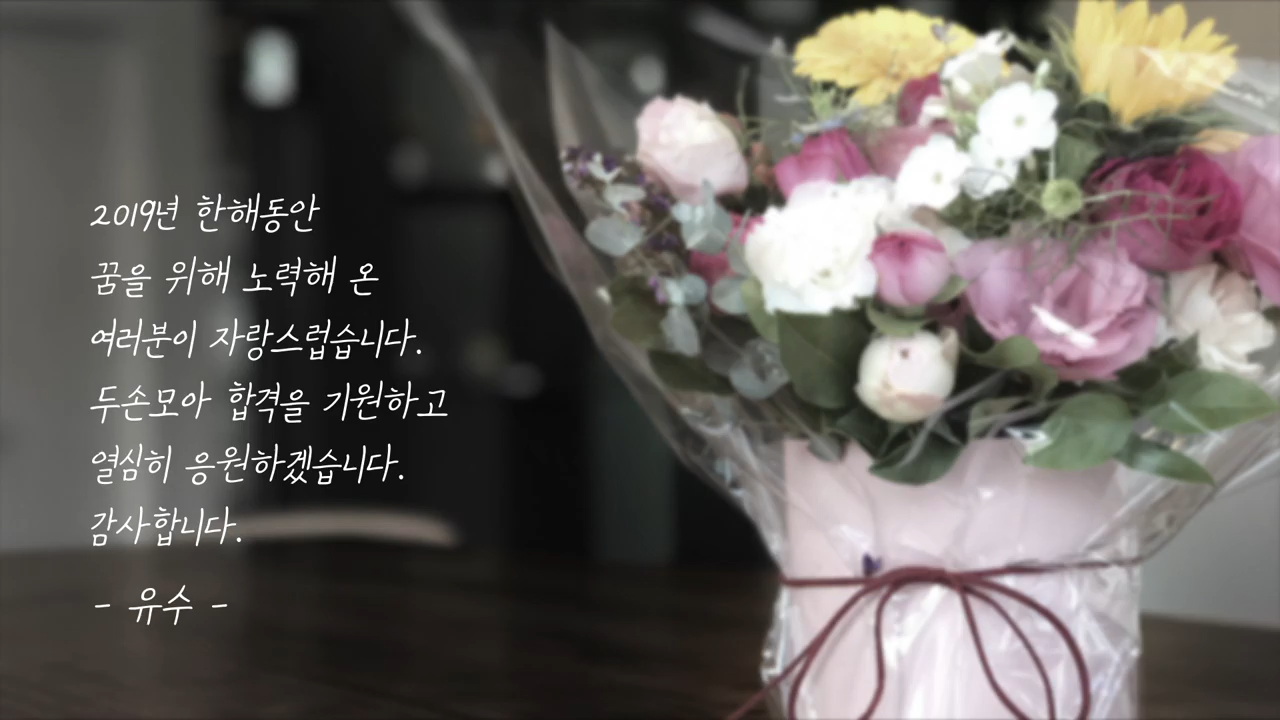 2019년 한해동안
꿈을 위해 노력해 온
여러분이 자랑스럽습니다.
두손모아 합격을 기원하고
열심히 응원하겠습니다.
감사합니다.
- 유수 -